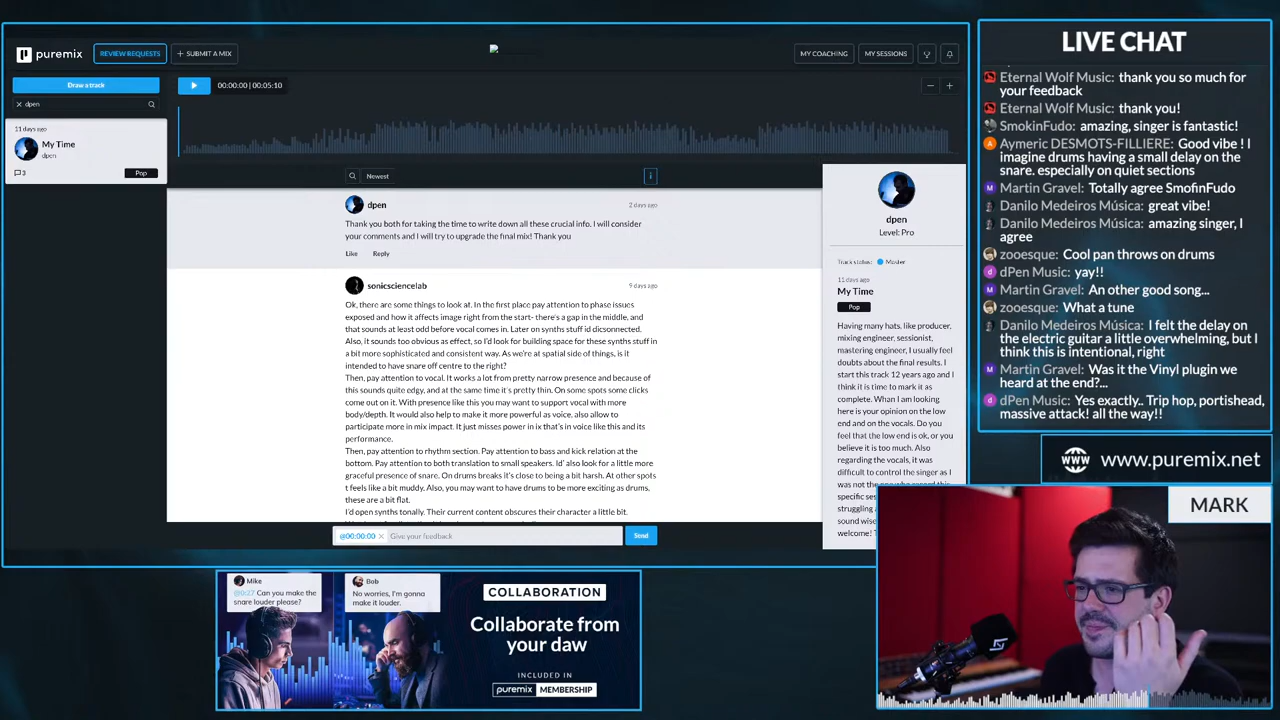 puremix
REVIEW REQUESTS
+ SUBMIT A MIX
MY COACHING
MY SESSIONS
Draw a track
dpen
11 days ago
My Time
dpen
3
Pop
00:00:00 | 00:05:10
Newest
dpen
2 days ago
Thank you both for taking the time to write down all these crucial info. I will consider
your comments and I will try to upgrade the final mix! Thank you
Like
Reply
sonicsciencelab
9 days ago
Ok, there are some things to look at. In the first place pay attention to phase issues
exposed and how it affects image right from the start- there's a gap in the middle, and
that sounds at least odd before vocal comes in. Later on synths stuff id dicsonnected.
Also, it sounds too obvious as effect, so I'd look for building space for these synths stuff in
a bit more sophisticated and consistent way. As we're at spatial side of things, is it
intended to have snare off centre to the right?
Then, pay attention to vocal. It works a lot from pretty narrow presence and because of
this sounds quite edgy, and at the same time it's pretty thin. On some spots some clicks
come out on it. With presence like this you may want to support vocal with more
body/depth. It would also help to make it more powerful as voice, also allow to
participate more in mix impact. It just misses power in ix that's in voice like this and its
performance.
Then, pay attention to rhythm section. Pay attention to bass and kick relation at the
bottom. Pay attention to both translation to small speakers. Id' also look for a little more
graceful presence of snare. On drums break it's close to being a bit harsh. At other spots
t feels like a bit muddy. Also, you may want to have drums to be more exciting as drums,
these are a bit flat.
I'd open synths tonally. Their current content obscures their character a little bit.
@00:00:00
Give your feedback
Send
dpen
Level: Pro
Track status:
Master
11 days ago
My Time
Pop
Having many hats, like producer,
mixing engineer, sessionist,
mastering engineer, I usually feel
doubts about the final results. I
start this track 12 years ago and I
think it is time to mark it as
complete. Whan I am looking
here is your opinion on the low
end and on the vocals. Do you
feel that the low end is ok, or you
believe it is too much. Also
regarding the vocals, it was
difficult to control the singer as I
was not the one who record this
specific ses
struggling a
sound wise
welcome! T
LIVE CHAT
Eternal Wolf Music: thank you so much for
your feedback
Eternal Wolf Music: thank you!
SmokinFudo: amazing, singer is fantastic!
Aymeric DESMOTS-FILLIERE: Good vibe ! I
imagine drums having a small delay on the
snare. especially on quiet sections
Martin Gravel: Totally agree SmofinFudo
Danilo Medeiros Música: great vibe!
Danilo Medeiros Música: amazing singer, I
agree
zooesque: Cool pan throws on drums
dPen Music: yay!!
Martin Gravel: An other good song...
zooesque: What a tune
Danilo Medeiros Música: I felt the delay on
the electric guitar a little overwhelming, but I
think this is intentional, right
Martin Gravel: Was it the Vinyl plugin we
heard at the end?...
dPen Music: Yes exactly.. Trip hop, portishead,
massive attack! all the way!!
www.puremix.net
MARK
Mike
@0:27 Can you make the
snare louder please?
Bob
No worries, I'm gonna
make it louder.
COLLABORATION
Collaborate from
your daw
INCLUDED IN
puremix MEMBERSHIP